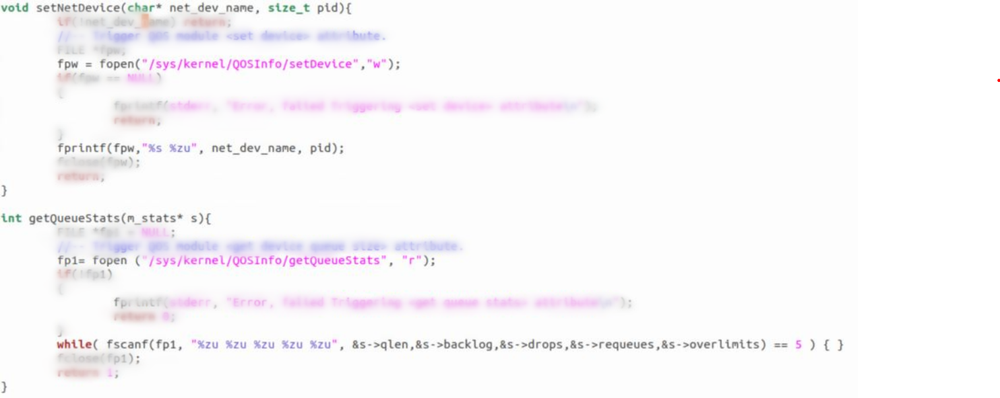 void setNetDevice(char* net_dev_name, size_t pid){
if(!net_dev_name) return;
//-- Trigger QOS module <set device> attribute.
FILE *fpw;
fpw = fopen("/sys/kernel/QOSInfo/setDevice","w");
if(fpw == NULL)
{
fprintf(stderr, "Error, failed Triggering <set device> attribute\n");
return;
}
fprintf(fpw,"%s %zu", net_dev_name, pid);
fclose(fpw);
return;
}
int getQueueStats(m_stats* s){
FILE *fp1 = NULL;
//-- Trigger QOS module <get device queue size> attribute.
fp1= fopen ("/sys/kernel/QOSInfo/getQueueStats", "r");
if(!fp1)
{
fprintf(stderr, "Error, failed Triggering <get queue stats> attribute\n");
return 0;
}
while( fscanf(fp1, "%zu %zu %zu %zu %zu", &s->qlen,&s->backlog,&s->drops,&s->requeues,&s->overlimits) == 5 ) { }
fclose(fp1);
return 1;
}